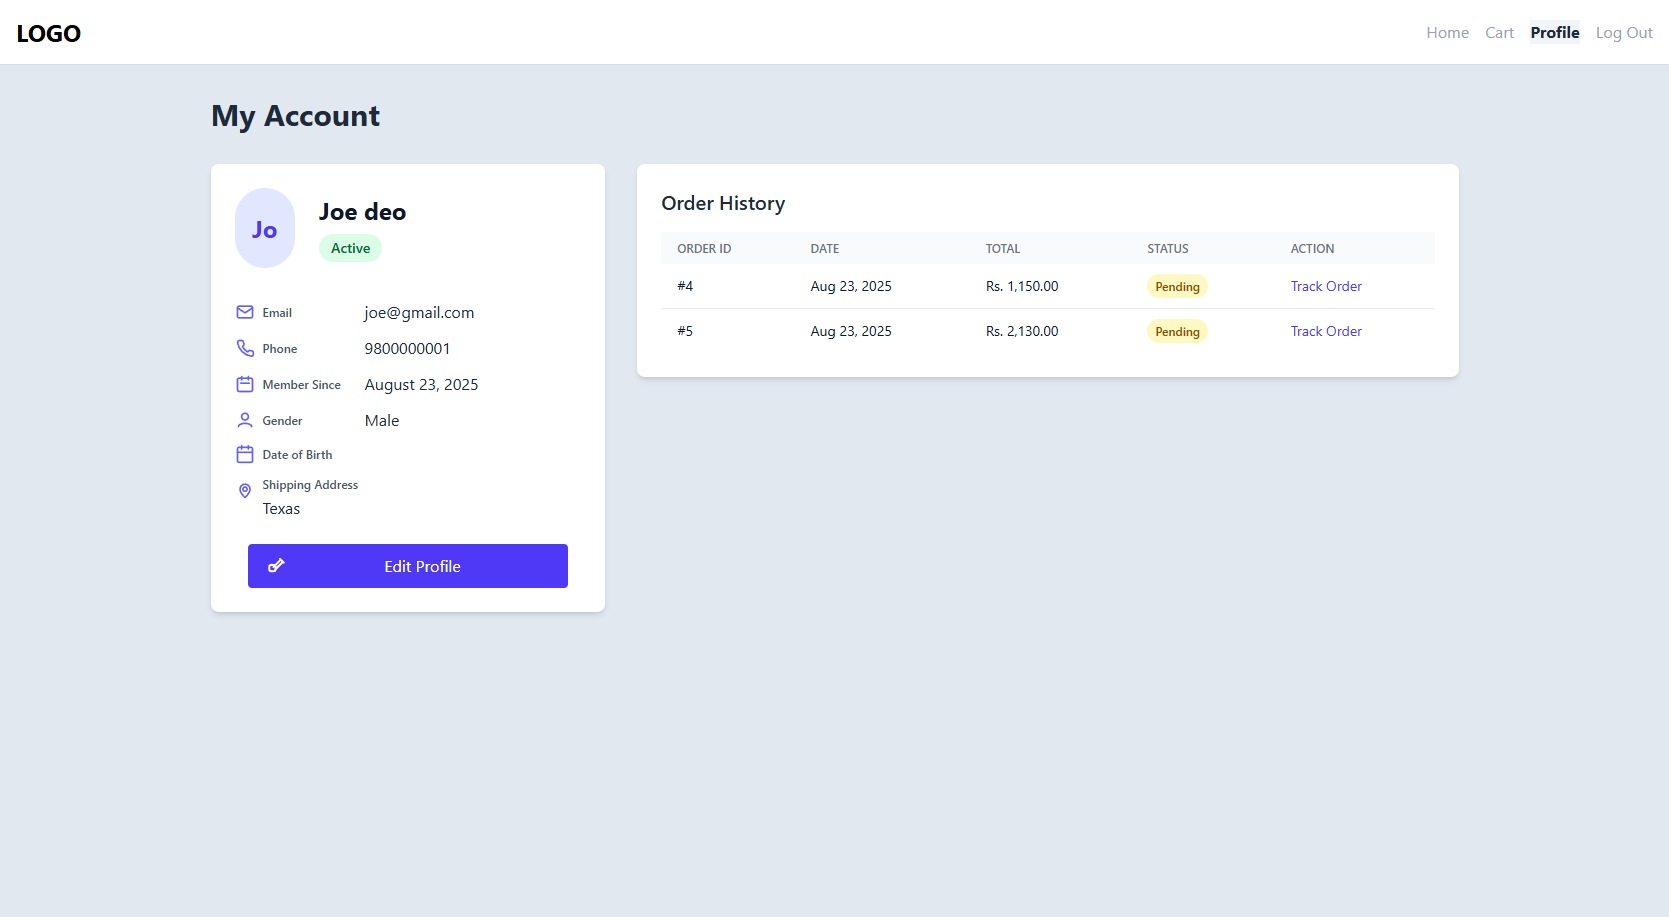 LOGO
Home Cart Profile Log Out
My Account
Jo
Joe deo
Active
Email joe@gmail.com
Phone 9800000001
Member Since August 23, 2025
Gender Male
Date of Birth
Shipping Address
Texas
Edit Profile
Order History
ORDER ID DATE TOTAL STATUS ACTION
#4 Aug 23, 2025 Rs. 1,150.00 Pending Track Order
#5 Aug 23, 2025 Rs. 2,130.00 Pending Track Order